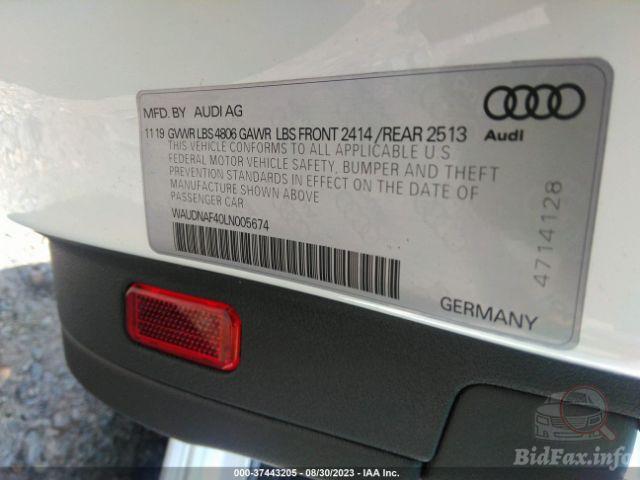 MFD. BY AUDI AG
11 19 GVWR LBS 4806 GAWR LBS FRONT 2414 / REAR 2513
THIS VEHICLE CONFORMS TO ALL APPLICABLE U S
FEDERAL MOTOR VEHICLE SAFETY, BUMPER AND THEFT
PREVENTION STANDARDS IN EFFECT ON THE DATE OF
MANUFACTURE SHOWN ABOVE
PASSENGER CAR
WAUDNAF40LN005674
Audi
4714128
GERMANY
000-37443205 - 08/30/2023 - IAA Inc.
BidFax.info